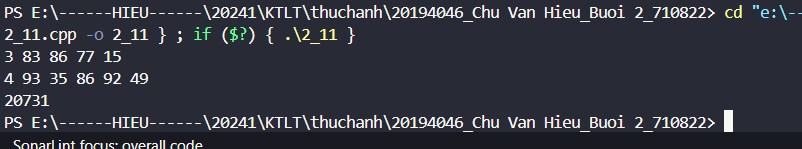 PS E:\------HIEU------\20241\KTLT\thuchanh\20194046_Chu Van Hieu_Buoi 2_710822> cd "e:\--
2_11.cpp -o 2_11 } ; if ($?) { .\2_11 }
3 83 86 77 15
4 93 35 86 92 49
20731
PS E:\------HIEU------\20241\KTLT\thuchanh\20194046_Chu Van Hieu_Buoi 2_710822>
SonarLint focus: overall code